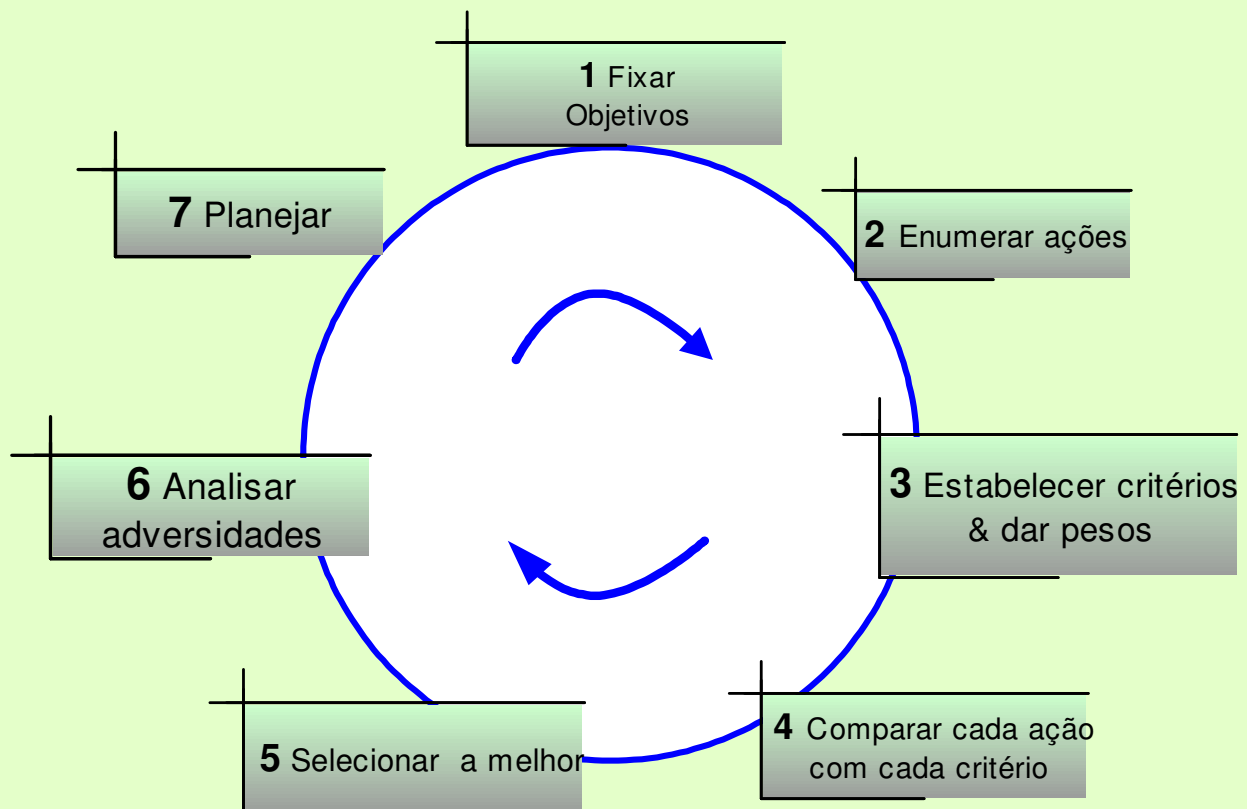 1 Fixar
Objetivos
2 Enumerar ações
3 Estabelecer critérios
& dar pesos
4 Comparar cada ação
com cada critério
5 Selecionar a melhor
6 Analisar
adversidades
7 Planejar